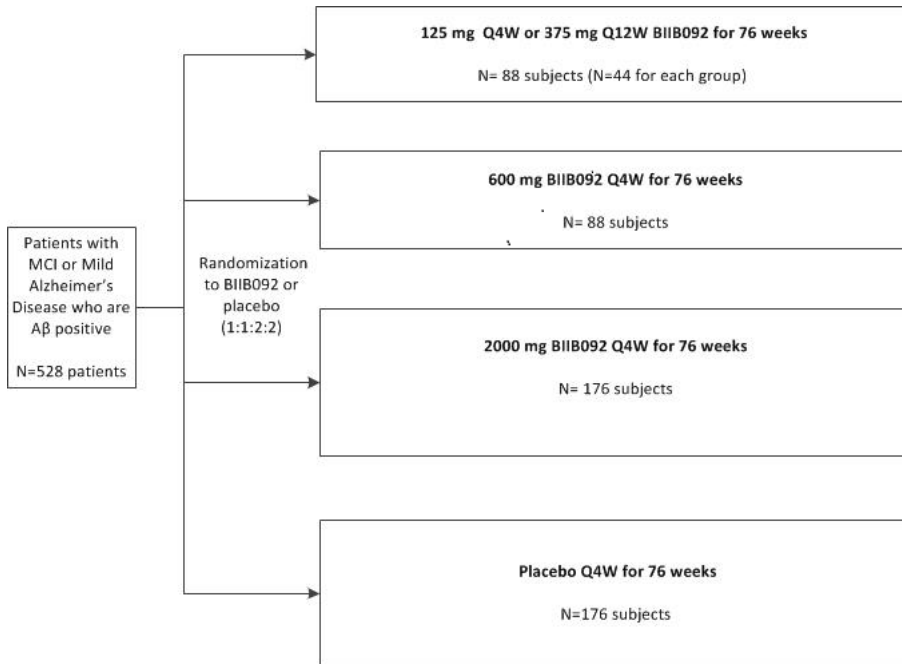 Patients with
MCI or Mild
Alzheimer's
Disease who are
Aβ positive
N=528 patients
Randomization
to BIIB092 or
placebo
(1:1:2:2)
125 mg Q4W or 375 mg Q12W BIIB092 for 76 weeks
N= 88 subjects (N=44 for each group)
600 mg BIIB092 Q4W for 76 weeks
N= 88 subjects
2000 mg BIIB092 Q4W for 76 weeks
N= 176 subjects
Placebo Q4W for 76 weeks
N=176 subjects